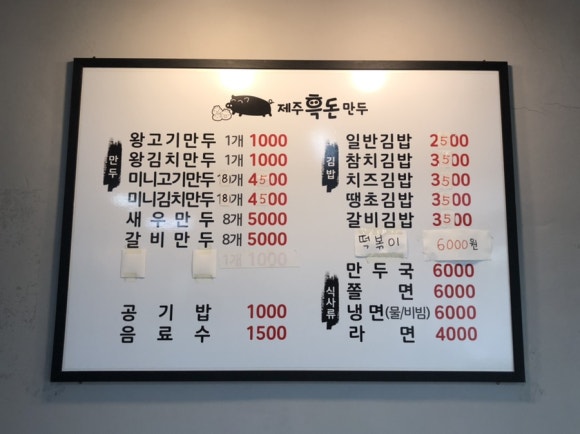 제주흑돈만두
만두
왕고기만두 1개 1000
왕김치만두 1개 1000
미니고기만두 18개 4500
미니김치만두 18개 4500
새우만두 8개 5000
갈비만두 8개 5000
1개 1000
공기밥 1000
음료수 1500
김밥
일반김밥 2500
참치김밥 3500
치즈김밥 3500
땡초김밥 3500
갈비김밥 3500
떡볶이 6000원
식사류
만두국 6000
쫄면 6000
냉면(물/비빔) 6000
라면 4000